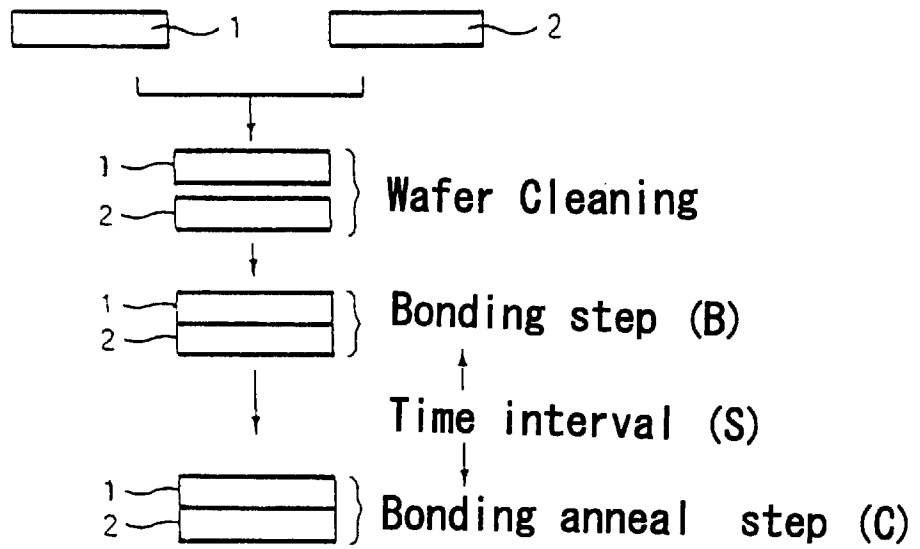 1 2
1
Wafer Cleaning
2
1
Bonding step (B)
2
Time interval (S)
1
Bonding anneal step (C)
2